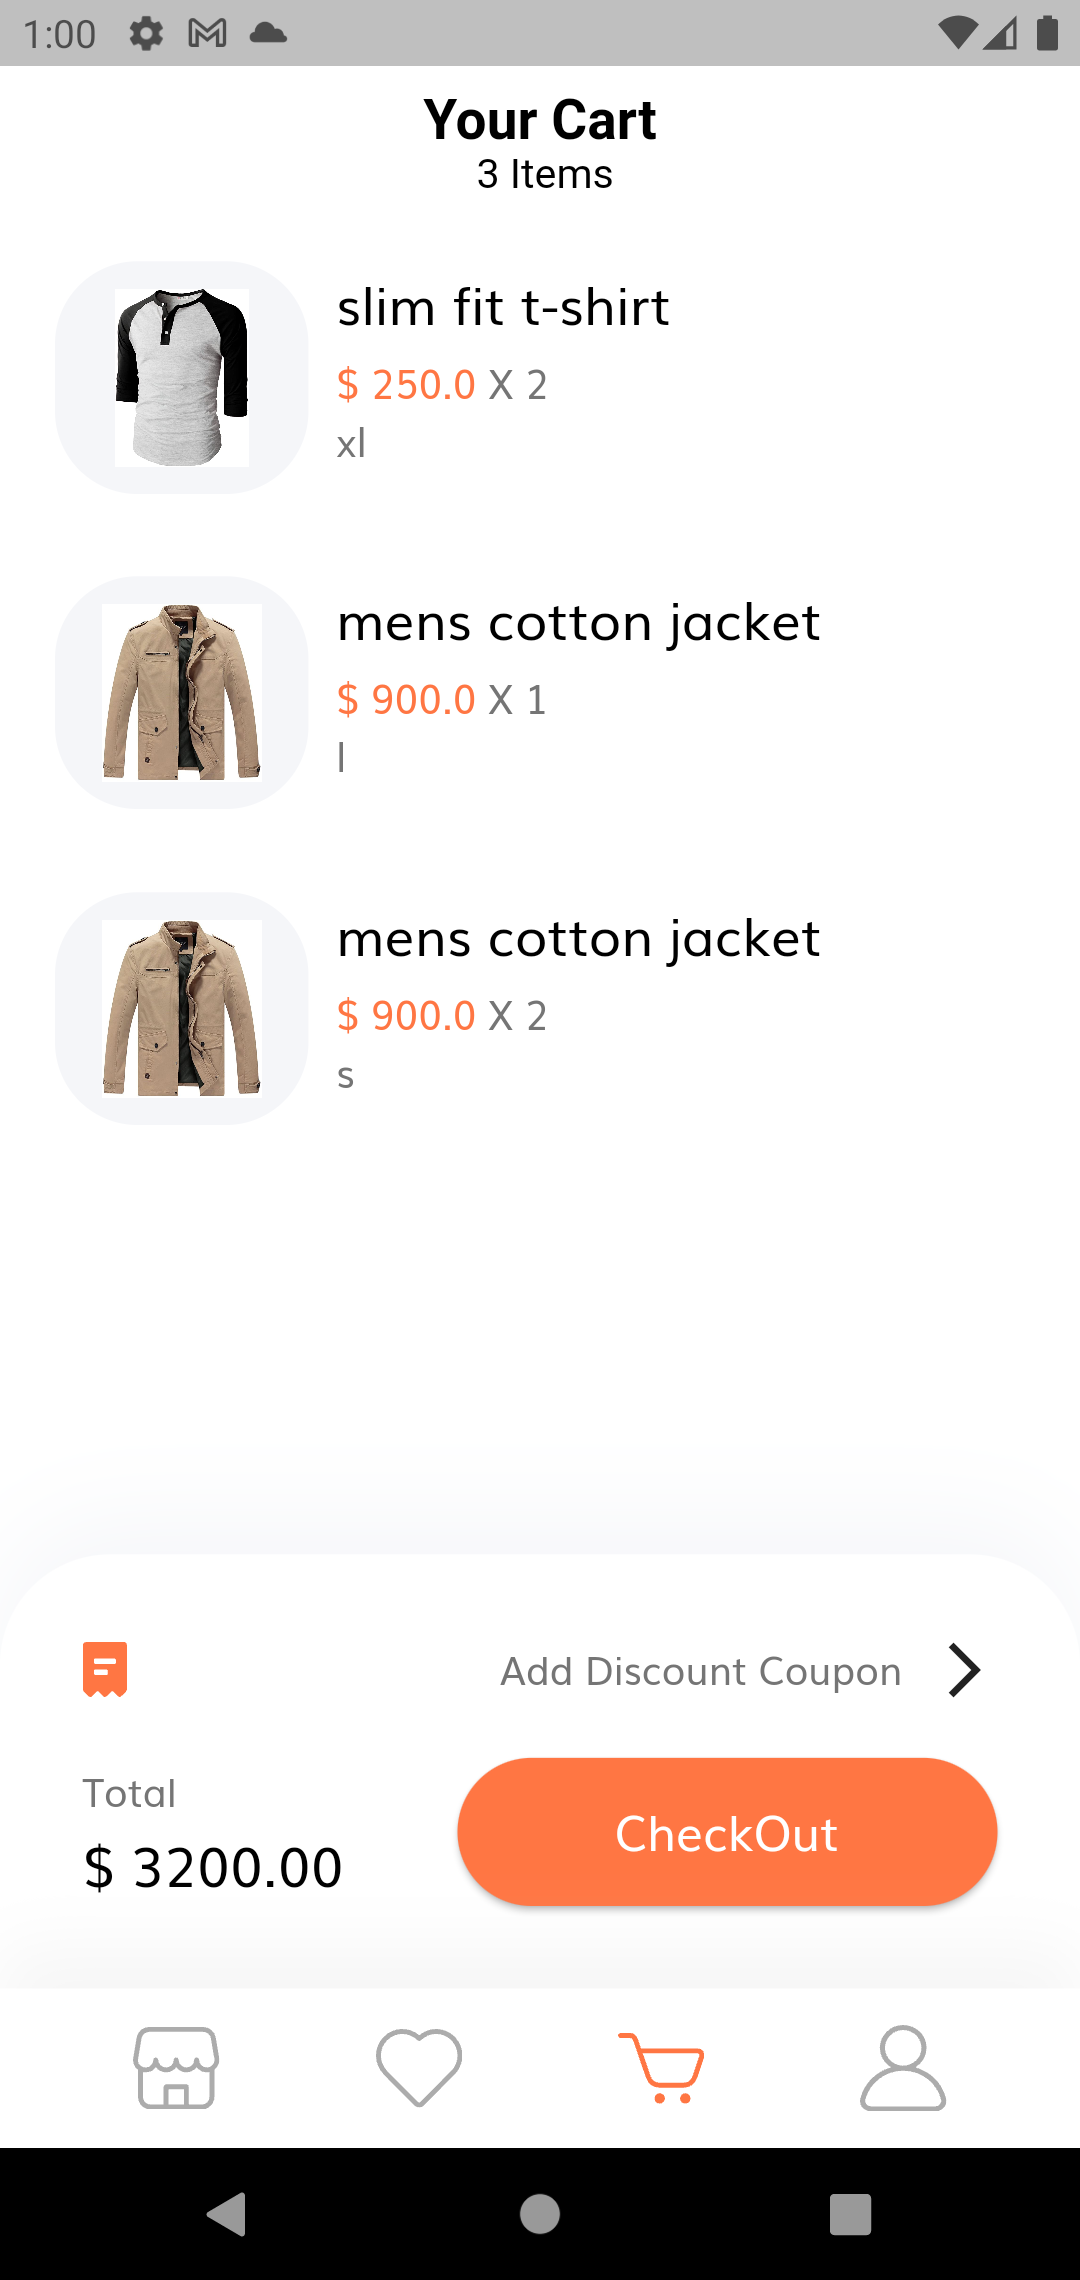 1:00
Your Cart
3 Items
slim fit t-shirt
$ 250.0 X 2
xl
mens cotton jacket
$ 900.0 X 1
l
mens cotton jacket
$ 900.0 X 2
s
Add Discount Coupon
Total
$ 3200.00
CheckOut